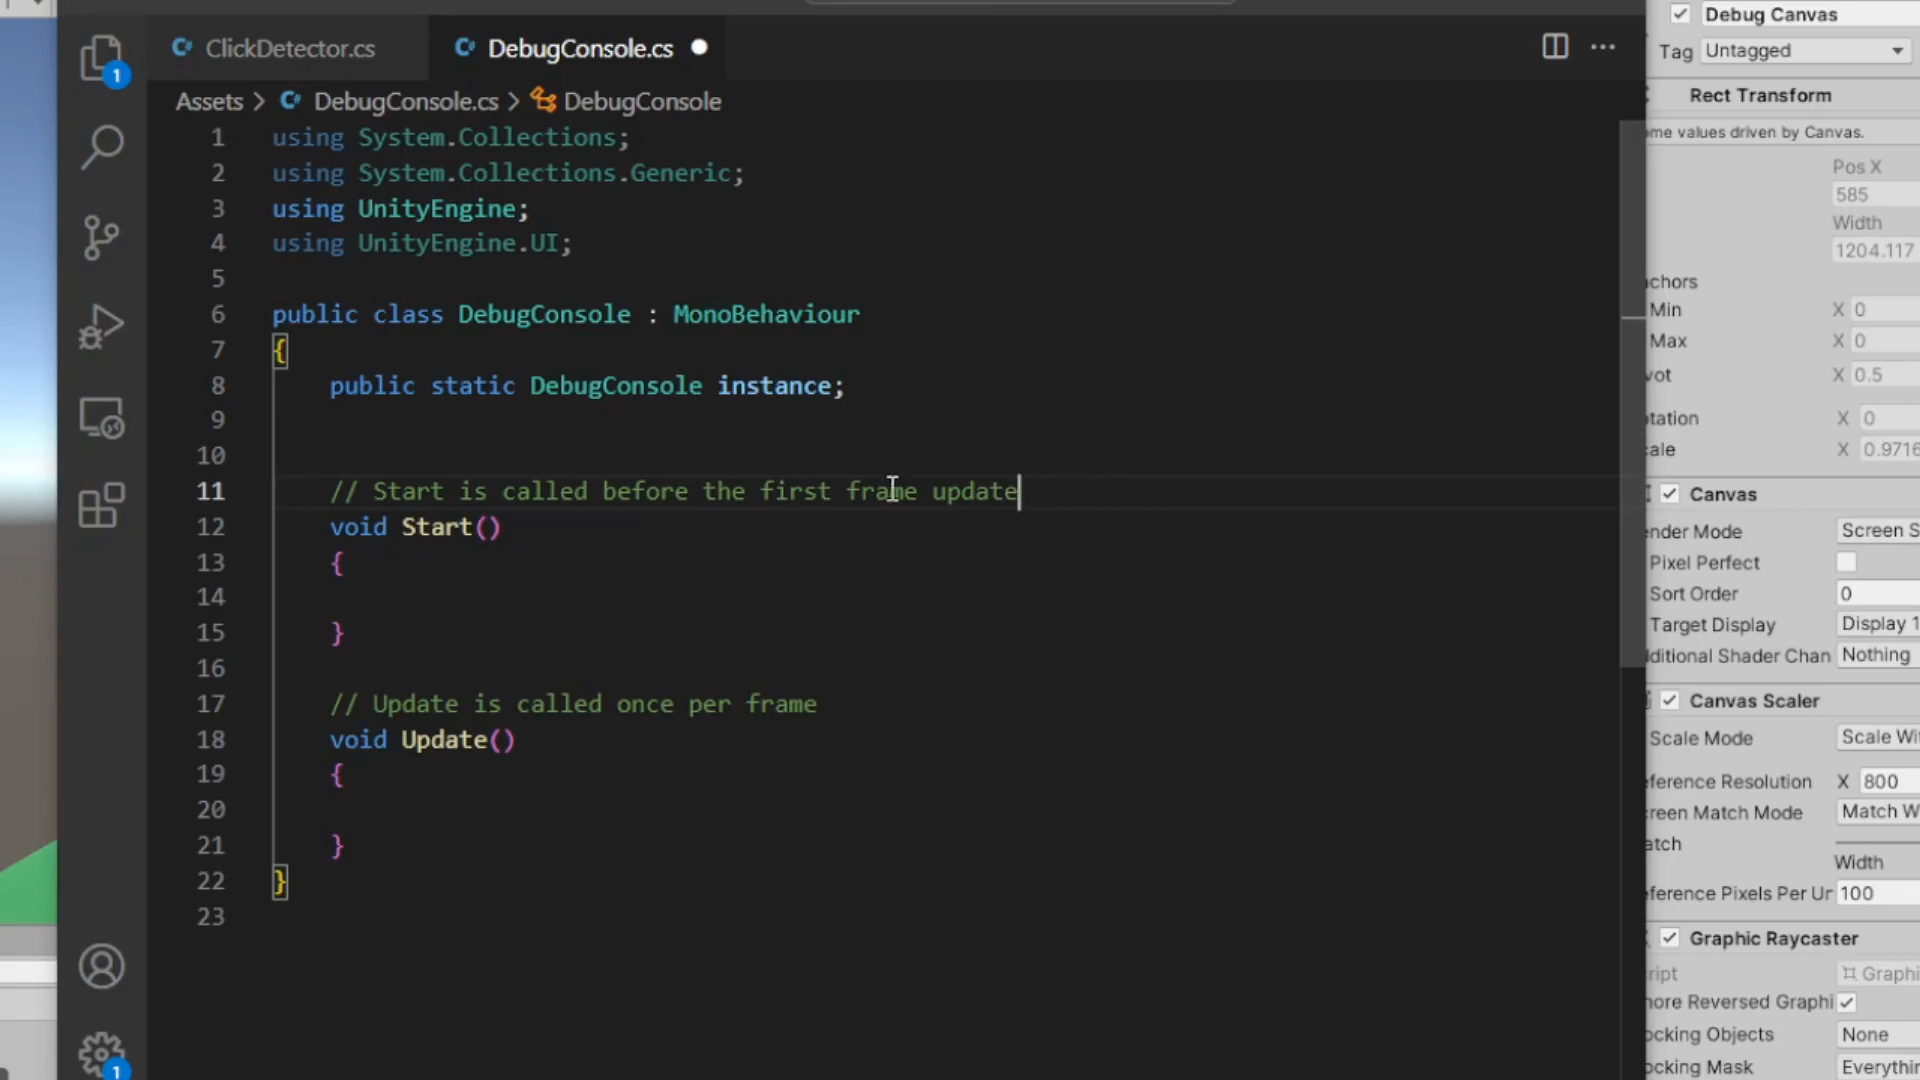 ClickDetector.cs
DebugConsole.cs
Assets > DebugConsole.cs > DebugConsole
1 using System.Collections;
2 using System.Collections.Generic;
3 using UnityEngine;
4 using UnityEngine.UI;
5
6 public class DebugConsole : MonoBehaviour
7 {
8 public static DebugConsole instance;
9
10
11 // Start is called before the first frame update
12 void Start()
13 {
14
15 }
16
17 // Update is called once per frame
18 void Update()
19 {
20
21 }
22 }
23
1
1
Debug Canvas
Tag Untagged
Rect Transform
me values driven by Canvas.
Pos X
585
Width
1204.117
chors
Min X 0
Max X 0
vot X 0.5
tation X 0
ale X 0.9716
Canvas
nder Mode Screen S
Pixel Perfect
Sort Order 0
Target Display Display 1
ditional Shader Chan Nothing
Canvas Scaler
Scale Mode Scale Wi
ference Resolution X 800
reen Match Mode Match W
atch
Width
ference Pixels Per Un 100
Graphic Raycaster
ript Graphi
nore Reversed Graphi
ocking Objects None
ocking Mask Everythin